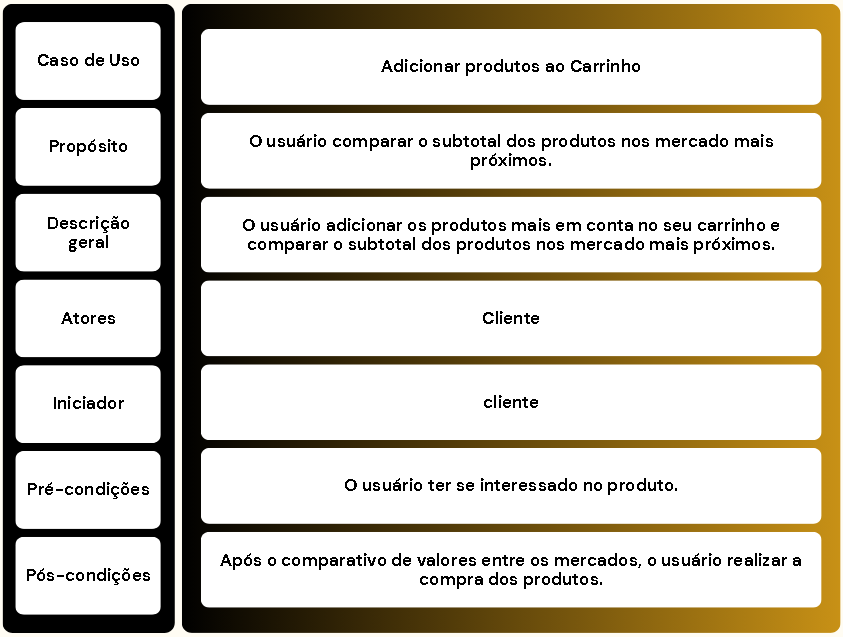 Caso de Uso
Adicionar produtos ao Carrinho
Propósito
O usuário comparar o subtotal dos produtos nos mercado mais
próximos.
Descrição
geral
O usuário adicionar os produtos mais em conta no seu carrinho e
comparar o subtotal dos produtos nos mercado mais próximos.
Atores
Cliente
Iniciador
cliente
Pré-condições
O usuário ter se interessado no produto.
Pós-condições
Após o comparativo de valores entre os mercados, o usuário realizar a
compra dos produtos.